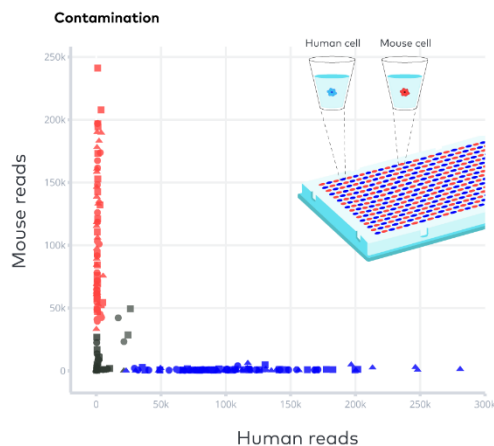 Contamination
Human cell
Mouse cell
250k
200k
150k
100k
50k
0
Mouse reads
0
50k
100k
150k
200k
250k
300k
Human reads